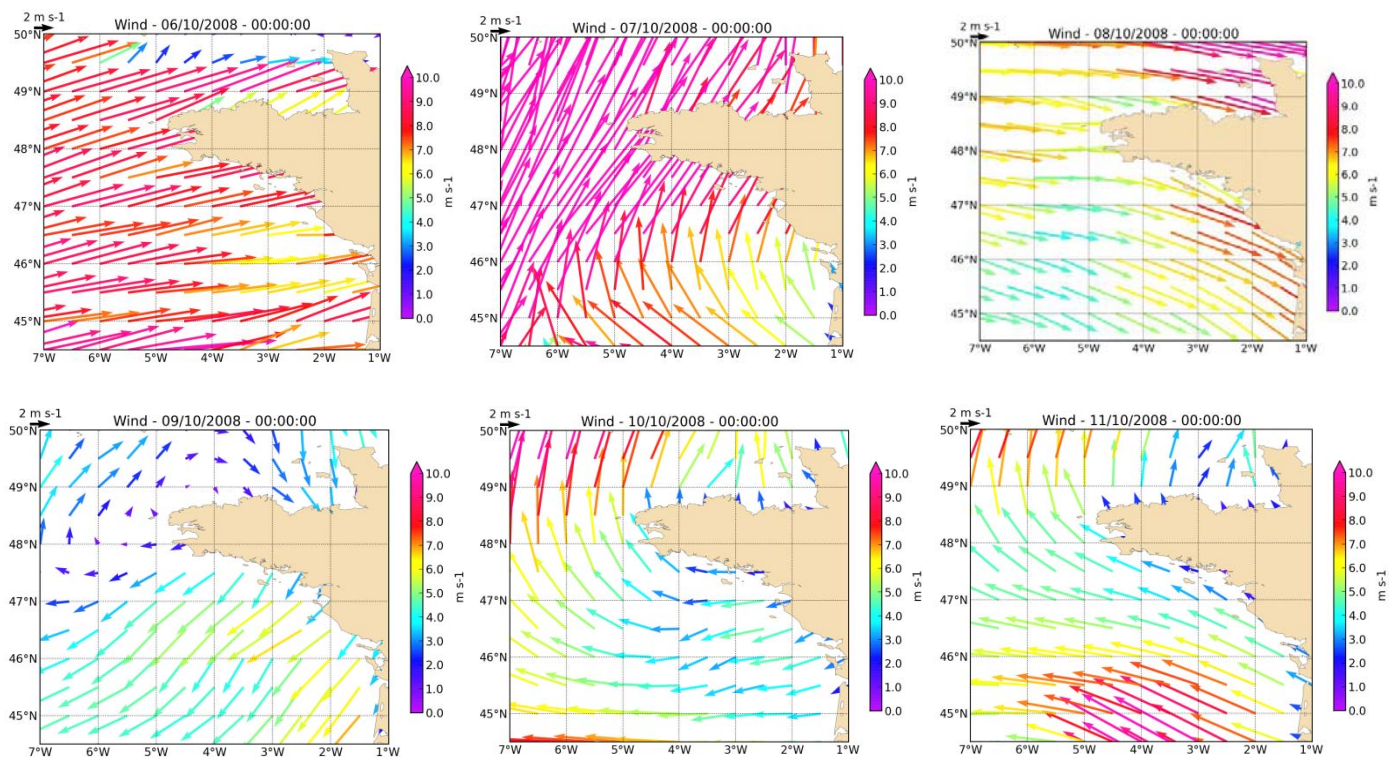 2 m s-1
Wind - 06/10/2008 - 00:00:00
50°N
49°N
48°N
47°N
46°N
45°N
7°W 6°W 5°W 4°W 3°W 2°W 1°W
10.0
9.0
8.0
7.0
6.0
5.0
4.0
3.0
2.0
1.0
0.0
m s-1
2 m s-1
Wind - 07/10/2008 - 00:00:00
50°N
49°N
48°N
47°N
46°N
45°N
7°W 6°W 5°W 4°W 3°W 2°W 1°W
10.0
9.0
8.0
7.0
6.0
5.0
4.0
3.0
2.0
1.0
0.0
m s-1
2 m s-1
Wind - 08/10/2008 - 00:00:00
50°N
49°N
48°N
47°N
46°N
45°N
7°W 6°W 5°W 4°W 3°W 2°W 1°W
10.0
9.0
8.0
7.0
6.0
5.0
4.0
3.0
2.0
1.0
0.0
m s-1
2 m s-1
Wind - 09/10/2008 - 00:00:00
50°N
49°N
48°N
47°N
46°N
45°N
7°W 6°W 5°W 4°W 3°W 2°W 1°W
10.0
9.0
8.0
7.0
6.0
5.0
4.0
3.0
2.0
1.0
0.0
m s-1
2 m s-1
Wind - 10/10/2008 - 00:00:00
50°N
49°N
48°N
47°N
46°N
45°N
7°W 6°W 5°W 4°W 3°W 2°W 1°W
10.0
9.0
8.0
7.0
6.0
5.0
4.0
3.0
2.0
1.0
0.0
m s-1
2 m s-1
Wind - 11/10/2008 - 00:00:00
50°N
49°N
48°N
47°N
46°N
45°N
7°W 6°W 5°W 4°W 3°W 2°W 1°W
10.0
9.0
8.0
7.0
6.0
5.0
4.0
3.0
2.0
1.0
0.0
m s-1